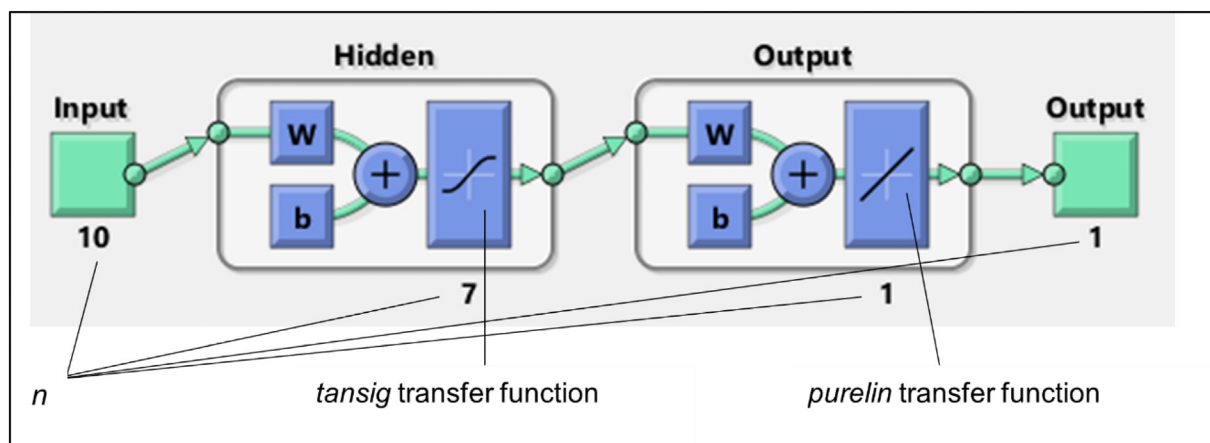 Hidden
Output
Input
Output
W
W
+
+
b
b
10
1
7
1
n
tansig transfer function
purelin transfer function